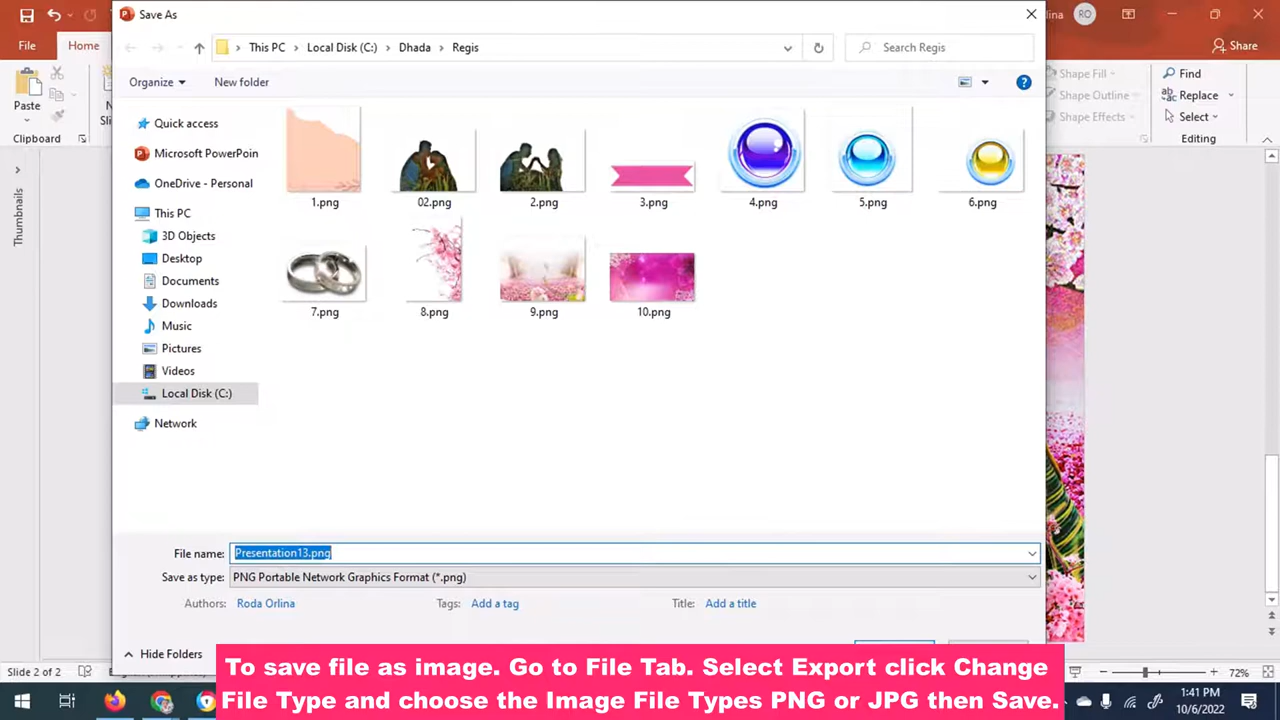 Save As
lina
RO
File
Home
Share
This PC
Local Disk (C:)
Dhada
Regis
Search Regis
Organize
New folder
Paste
Clipboard
Shape Fill
Shape Outline
Shape Effects
Find
Replace
Select
Editing
Thumbnails
Quick access
Microsoft PowerPoin
OneDrive - Personal
This PC
3D Objects
Desktop
Documents
Downloads
Music
Pictures
Videos
Local Disk (C:)
Network
1.png
02.png
2.png
3.png
4.png
5.png
6.png
7.png
8.png
9.png
10.png
File name:
Presentation13.png
Save as type:
PNG Portable Network Graphics Format (*.png)
Authors:
Roda Orlina
Tags:
Add a tag
Title:
Add a title
Hide Folders
Slide 2 of 2
72%
To save file as image. Go to File Tab. Select Export click Change
File Type and choose the Image File Types PNG or JPG then Save.
1:41 PM
10/6/2022